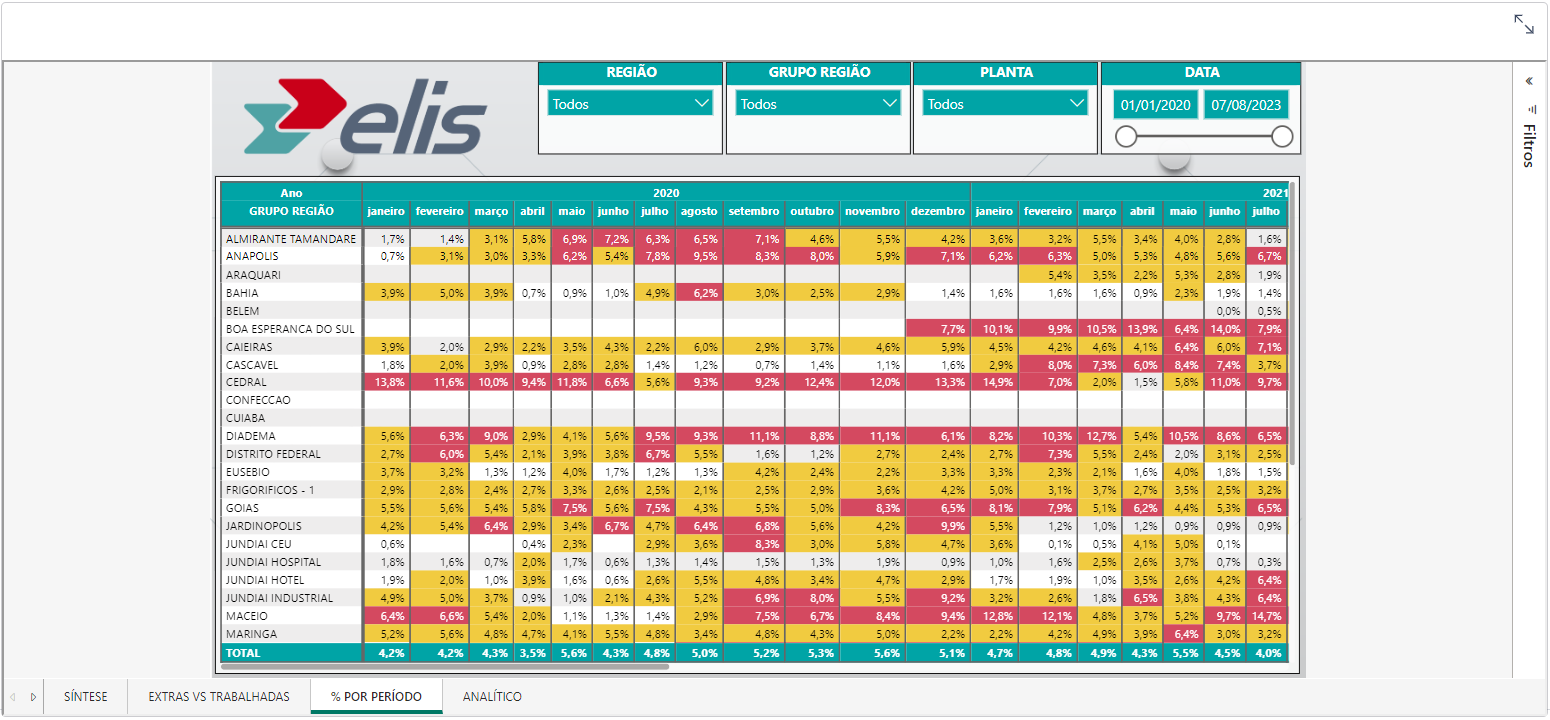 elis
REGIÃO GRUPO REGIÃO PLANTA DATA
Todos Todos Todos 01/01/2020 07/08/2023
Filtros
Ano 2020 2021
GRUPO REGIÃO janeiro fevereiro março abril maio junho julho agosto setembro outubro novembro dezembro janeiro fevereiro março abril maio junho julho
ALMIRANTE TAMANDARE 1,7% 1,4% 3,1% 5,8% 6,9% 7,2% 6,3% 6,5% 7,1% 4,6% 5,5% 4,2% 3,6% 3,2% 5,5% 3,4% 4,0% 2,8% 1,6%
ANAPOLIS 0,7% 3,1% 3,0% 3,3% 6,2% 5,4% 7,8% 9,5% 8,3% 8,0% 5,9% 7,1% 6,2% 6,3% 5,0% 5,3% 4,8% 5,6% 6,7%
ARAQUARI 5,4% 3,5% 2,2% 5,3% 2,8% 1,9%
BAHIA 3,9% 5,0% 3,9% 0,7% 0,9% 1,0% 4,9% 6,2% 3,0% 2,5% 2,9% 1,4% 1,6% 1,6% 1,6% 0,9% 2,3% 1,9% 1,4%
BELEM 0,0% 0,5%
BOA ESPERANCA DO SUL 7,7% 10,1% 9,9% 10,5% 13,9% 6,4% 14,0% 7,9%
CAIEIRAS 3,9% 2,0% 2,9% 2,2% 3,5% 4,3% 2,2% 6,0% 2,9% 3,7% 4,6% 5,9% 4,5% 4,2% 4,6% 4,1% 6,4% 6,0% 7,1%
CASCAVEL 1,8% 2,0% 3,9% 0,9% 2,8% 2,8% 1,4% 1,2% 0,7% 1,4% 1,1% 1,6% 2,9% 8,0% 7,3% 6,0% 8,4% 7,4% 3,7%
CEDRAL 13,8% 11,6% 10,0% 9,4% 11,8% 6,6% 5,6% 9,3% 9,2% 12,4% 12,0% 13,3% 14,9% 7,0% 2,0% 1,5% 5,8% 11,0% 9,7%
CONFECCAO
CUIABA
DIADEMA 5,6% 6,3% 9,0% 2,9% 4,1% 5,6% 9,5% 9,3% 11,1% 8,8% 11,1% 6,1% 8,2% 10,3% 12,7% 5,4% 10,5% 8,6% 6,5%
DISTRITO FEDERAL 2,7% 6,0% 5,4% 2,1% 3,9% 3,8% 6,7% 5,5% 1,6% 1,2% 2,7% 2,4% 2,7% 7,3% 5,5% 2,4% 2,0% 3,1% 2,5%
EUSEBIO 3,7% 3,2% 1,3% 1,2% 4,0% 1,7% 1,2% 1,3% 4,2% 2,4% 2,2% 3,3% 3,3% 2,3% 2,1% 1,6% 4,0% 1,8% 1,5%
FRIGORIFICOS - 1 2,9% 2,8% 2,4% 2,7% 3,3% 2,6% 2,5% 2,1% 2,5% 2,9% 3,6% 4,2% 5,0% 3,1% 3,7% 2,7% 3,5% 2,5% 3,2%
GOIAS 5,5% 5,6% 5,4% 5,8% 7,5% 5,6% 7,5% 4,3% 5,5% 5,0% 8,3% 6,5% 8,1% 7,9% 5,1% 6,2% 4,4% 5,3% 6,5%
JARDINOPOLIS 4,2% 5,4% 6,4% 2,9% 3,4% 6,7% 4,7% 6,4% 6,8% 5,6% 4,2% 9,9% 5,5% 1,2% 1,0% 1,2% 0,9% 0,9% 0,9%
JUNDIAI CEU 0,6% 0,4% 2,3% 2,9% 3,6% 8,3% 3,0% 5,8% 4,7% 3,6% 0,1% 0,5% 4,1% 5,0% 0,1%
JUNDIAI HOSPITAL 1,8% 1,6% 0,7% 2,0% 1,7% 0,6% 1,3% 1,4% 1,5% 1,3% 1,9% 0,9% 1,0% 1,6% 2,5% 2,6% 3,7% 0,7% 0,3%
JUNDIAI HOTEL 1,9% 2,0% 1,0% 3,9% 1,6% 0,6% 2,6% 5,5% 4,8% 3,4% 4,7% 2,9% 1,7% 1,9% 1,0% 3,5% 2,6% 4,2% 6,4%
JUNDIAI INDUSTRIAL 4,9% 5,0% 3,7% 0,9% 1,0% 2,1% 4,3% 5,2% 6,9% 8,0% 5,5% 9,2% 3,2% 2,6% 1,8% 6,5% 3,8% 4,3% 6,4%
MACEIO 6,4% 6,6% 5,4% 2,0% 1,1% 1,3% 1,4% 2,9% 7,5% 6,7% 8,4% 9,4% 12,8% 12,1% 4,8% 3,7% 5,2% 9,7% 14,7%
MARINGA 5,2% 5,6% 4,8% 4,7% 4,1% 5,5% 4,8% 3,4% 4,8% 4,3% 5,0% 2,2% 2,2% 4,2% 4,9% 3,9% 6,4% 3,0% 3,2%
TOTAL 4,2% 4,2% 4,3% 3,5% 5,6% 4,3% 4,8% 5,0% 5,2% 5,3% 5,6% 5,1% 4,7% 4,8% 4,9% 4,3% 5,5% 4,5% 4,0%
SÍNTESE EXTRAS VS TRABALHADAS % POR PERÍODO ANALÍTICO